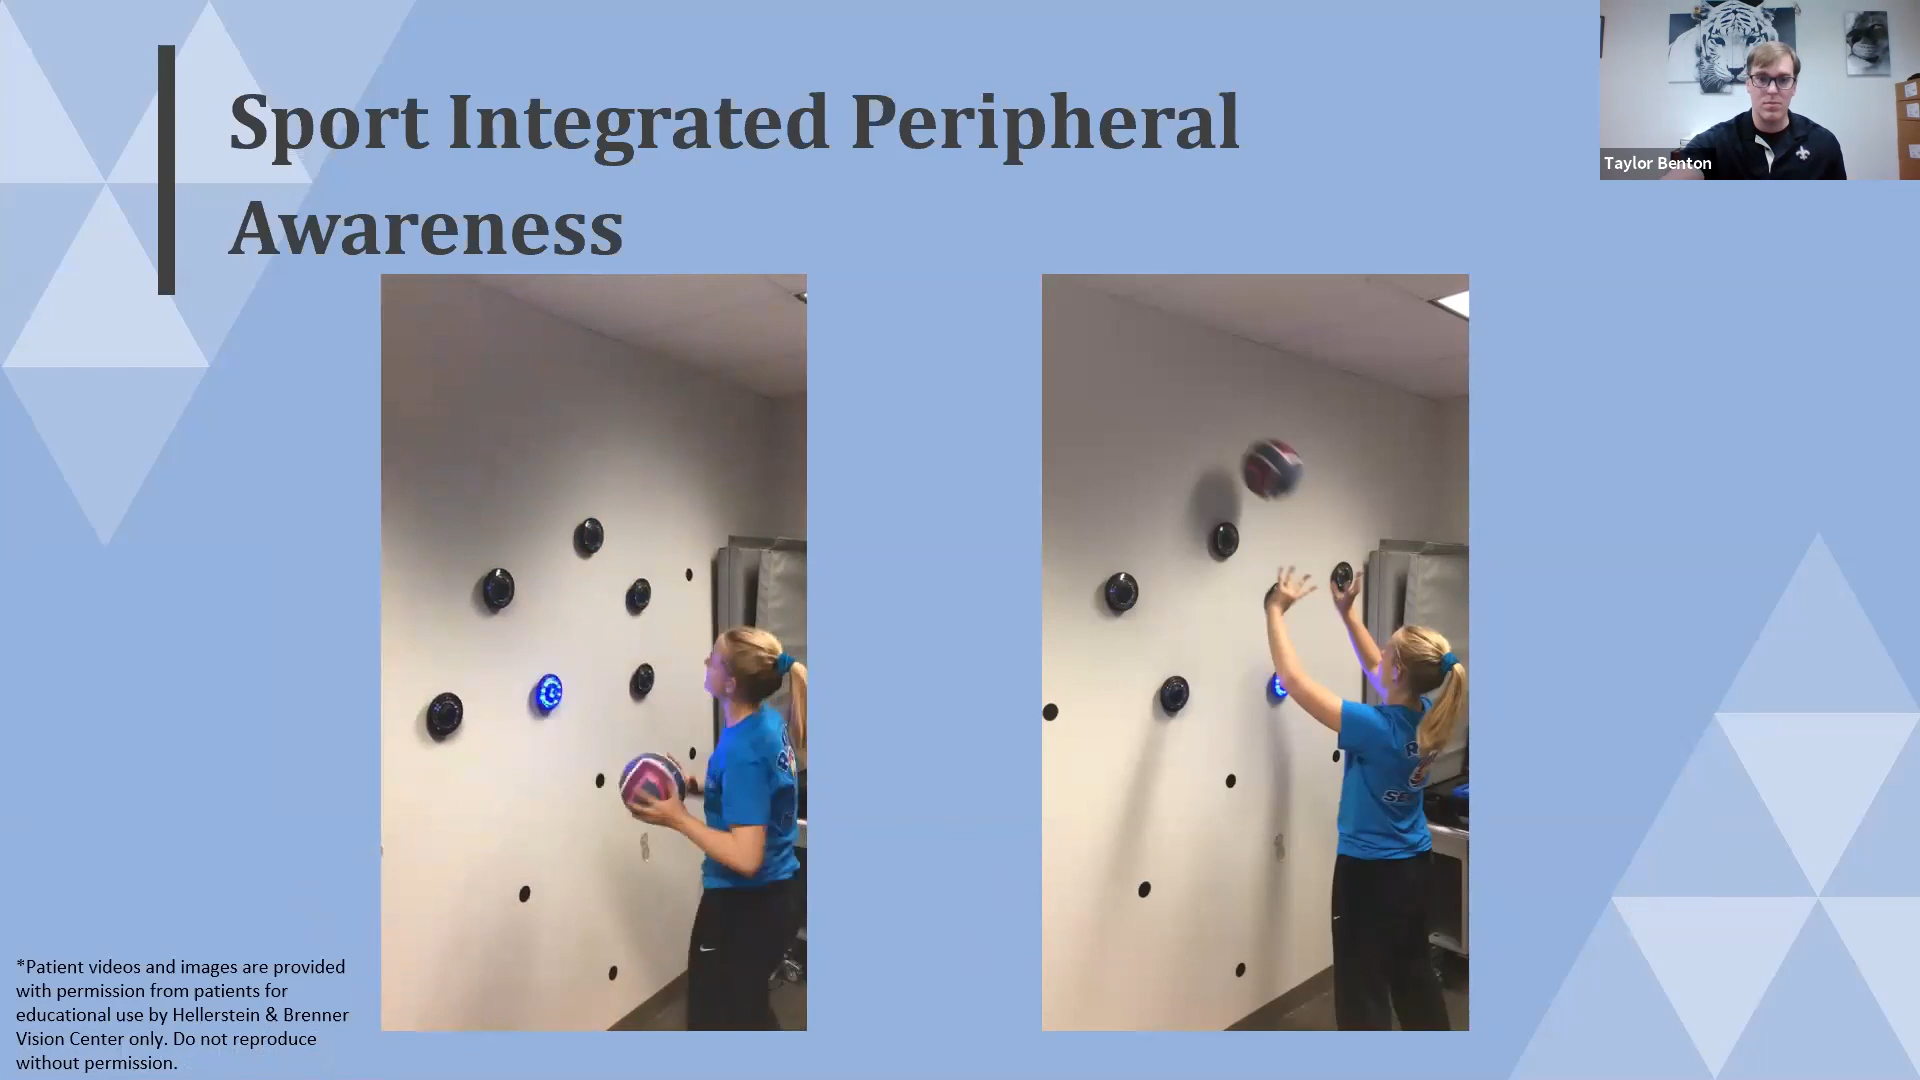 Sport Integrated Peripheral
Awareness
Taylor Benton
*Patient videos and images are provided
with permission from patients for
educational use by Hellerstein & Brenner
Vision Center only. Do not reproduce
without permission.